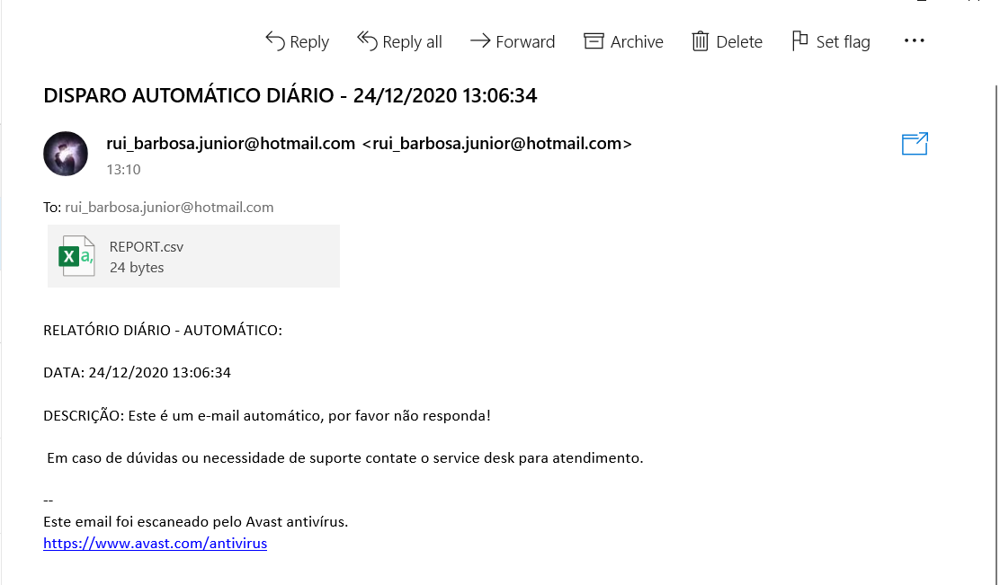 Reply
Reply all
Forward
Archive
Delete
Set flag
DISPARO AUTOMÁTICO DIÁRIO - 24/12/2020 13:06:34
rui_barbosa.junior@hotmail.com <rui_barbosa.junior@hotmail.com>
13:10
To: rui_barbosa.junior@hotmail.com
X a,
REPORT.csv
24 bytes
RELATÓRIO DIÁRIO - AUTOMÁTICO:
DATA: 24/12/2020 13:06:34
DESCRIÇÃO: Este é um e-mail automático, por favor não responda!
Em caso de dúvidas ou necessidade de suporte contate o service desk para atendimento.
--
Este email foi escaneado pelo Avast antivírus.
https://www.avast.com/antivirus